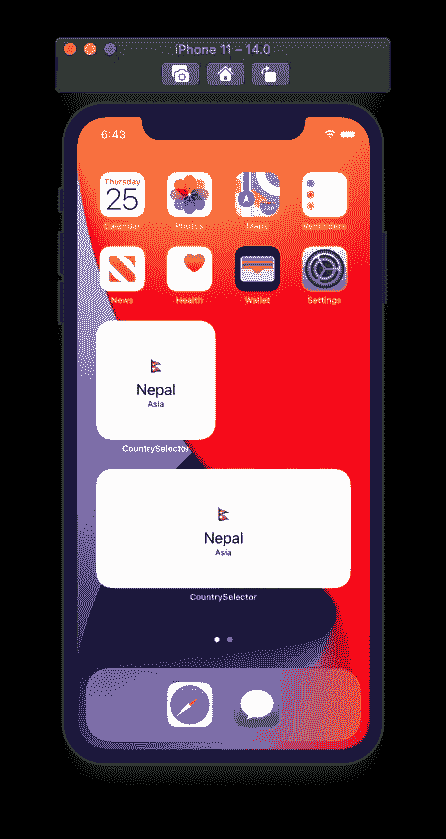 iPhone 11 – 14.0
6:43
Thursday
25
Calendar
Photos
Maps
Reminders
News
Health
Wallet
Settings
Nepal
Asia
CountrySelector
Nepal
Asia
CountrySelector